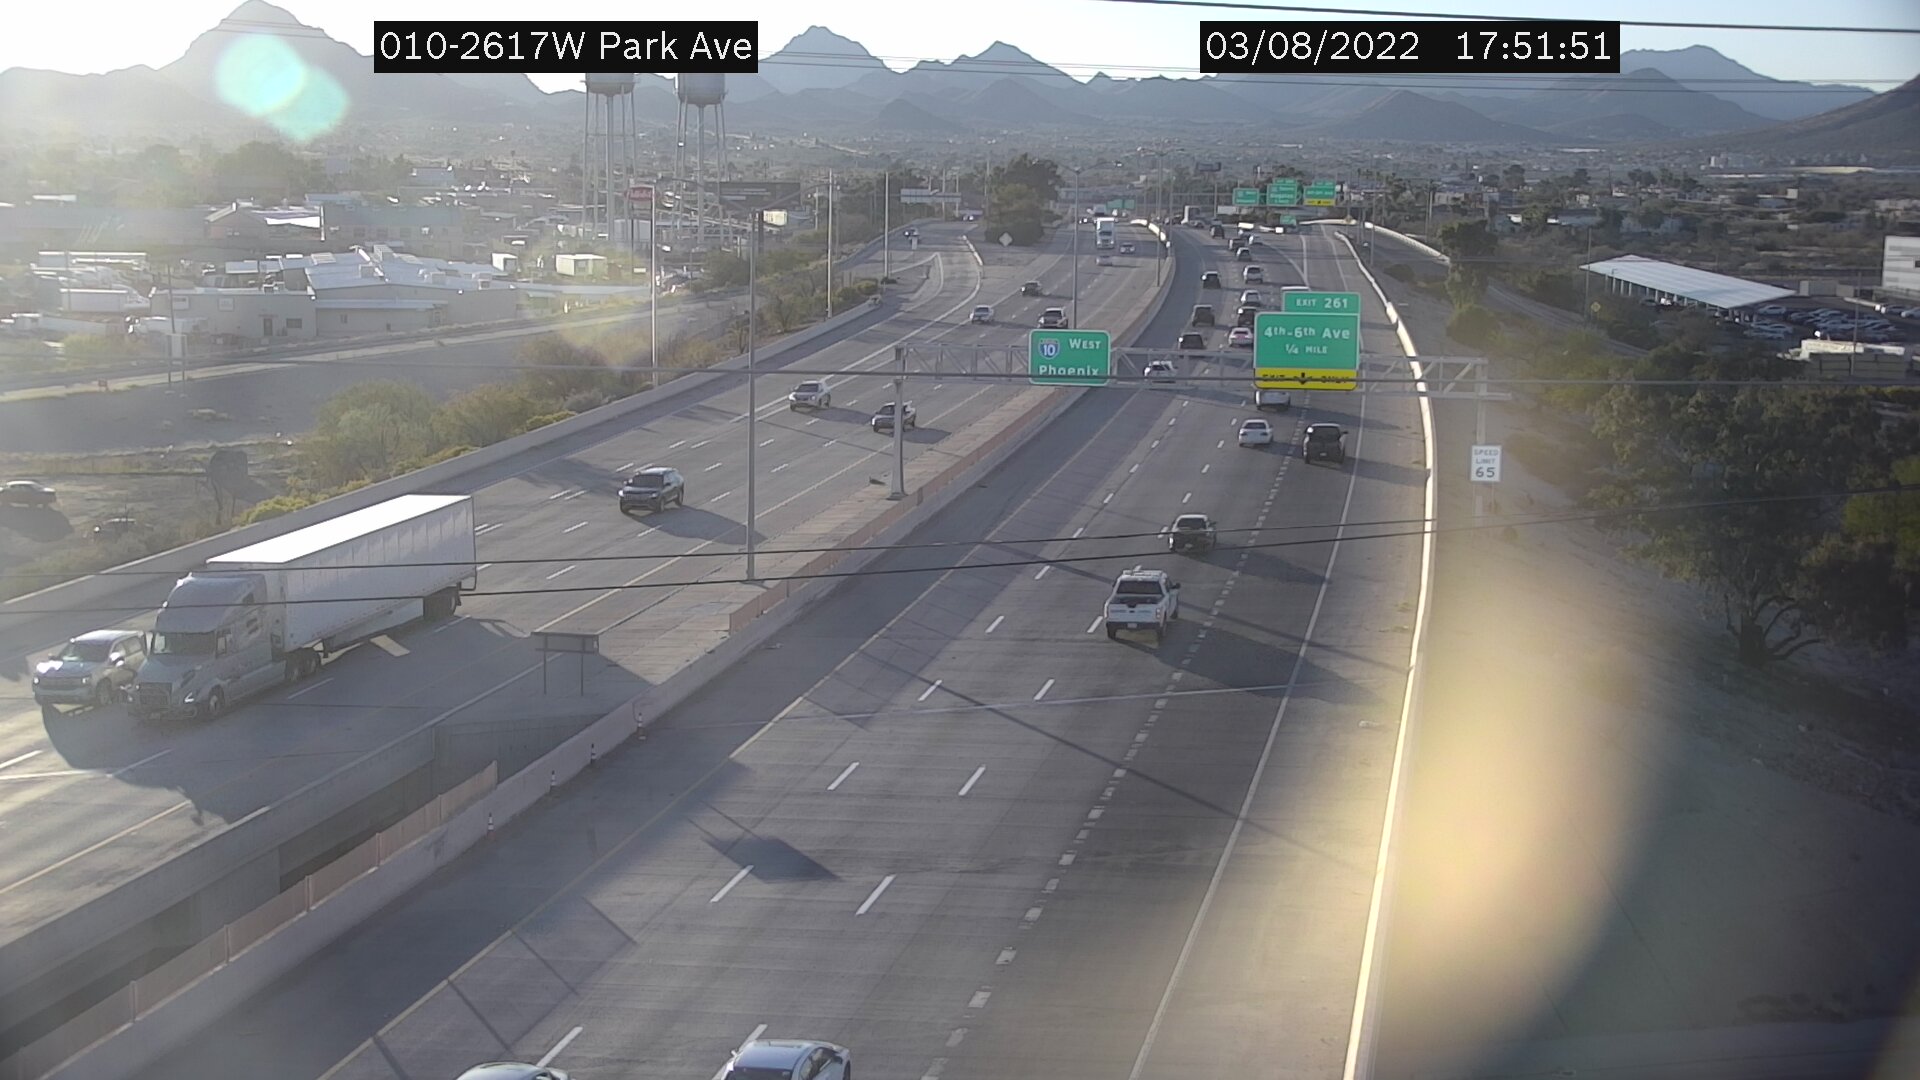 010-2617W Park Ave
03/08/2022 17:51:51
EXIT 261
10 WEST
Phoenix
4th-6th Ave
1/4 MILE
SPEED
LIMIT
65